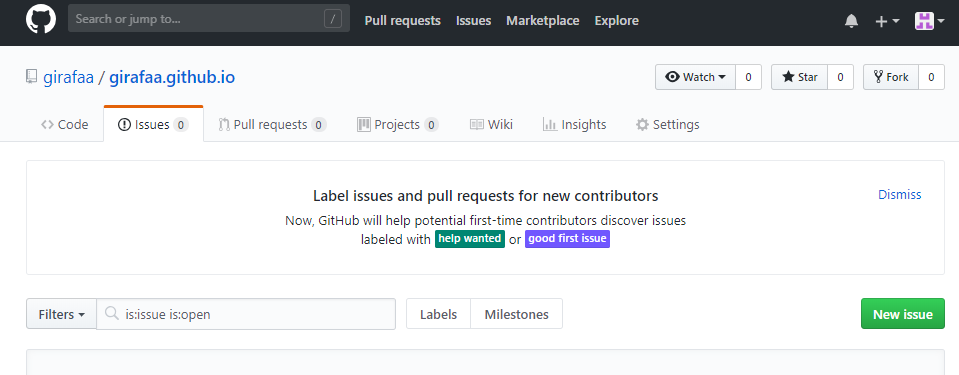 Search or jump to... / Pull requests Issues Marketplace Explore
girafaa / girafaa.github.io Watch 0 Star 0 Fork 0
Code Issues 0 Pull requests 0 Projects 0 Wiki Insights Settings
Label issues and pull requests for new contributors Dismiss
Now, GitHub will help potential first-time contributors discover issues
labeled with help wanted or good first issue
Filters is:issue is:open Labels Milestones New issue